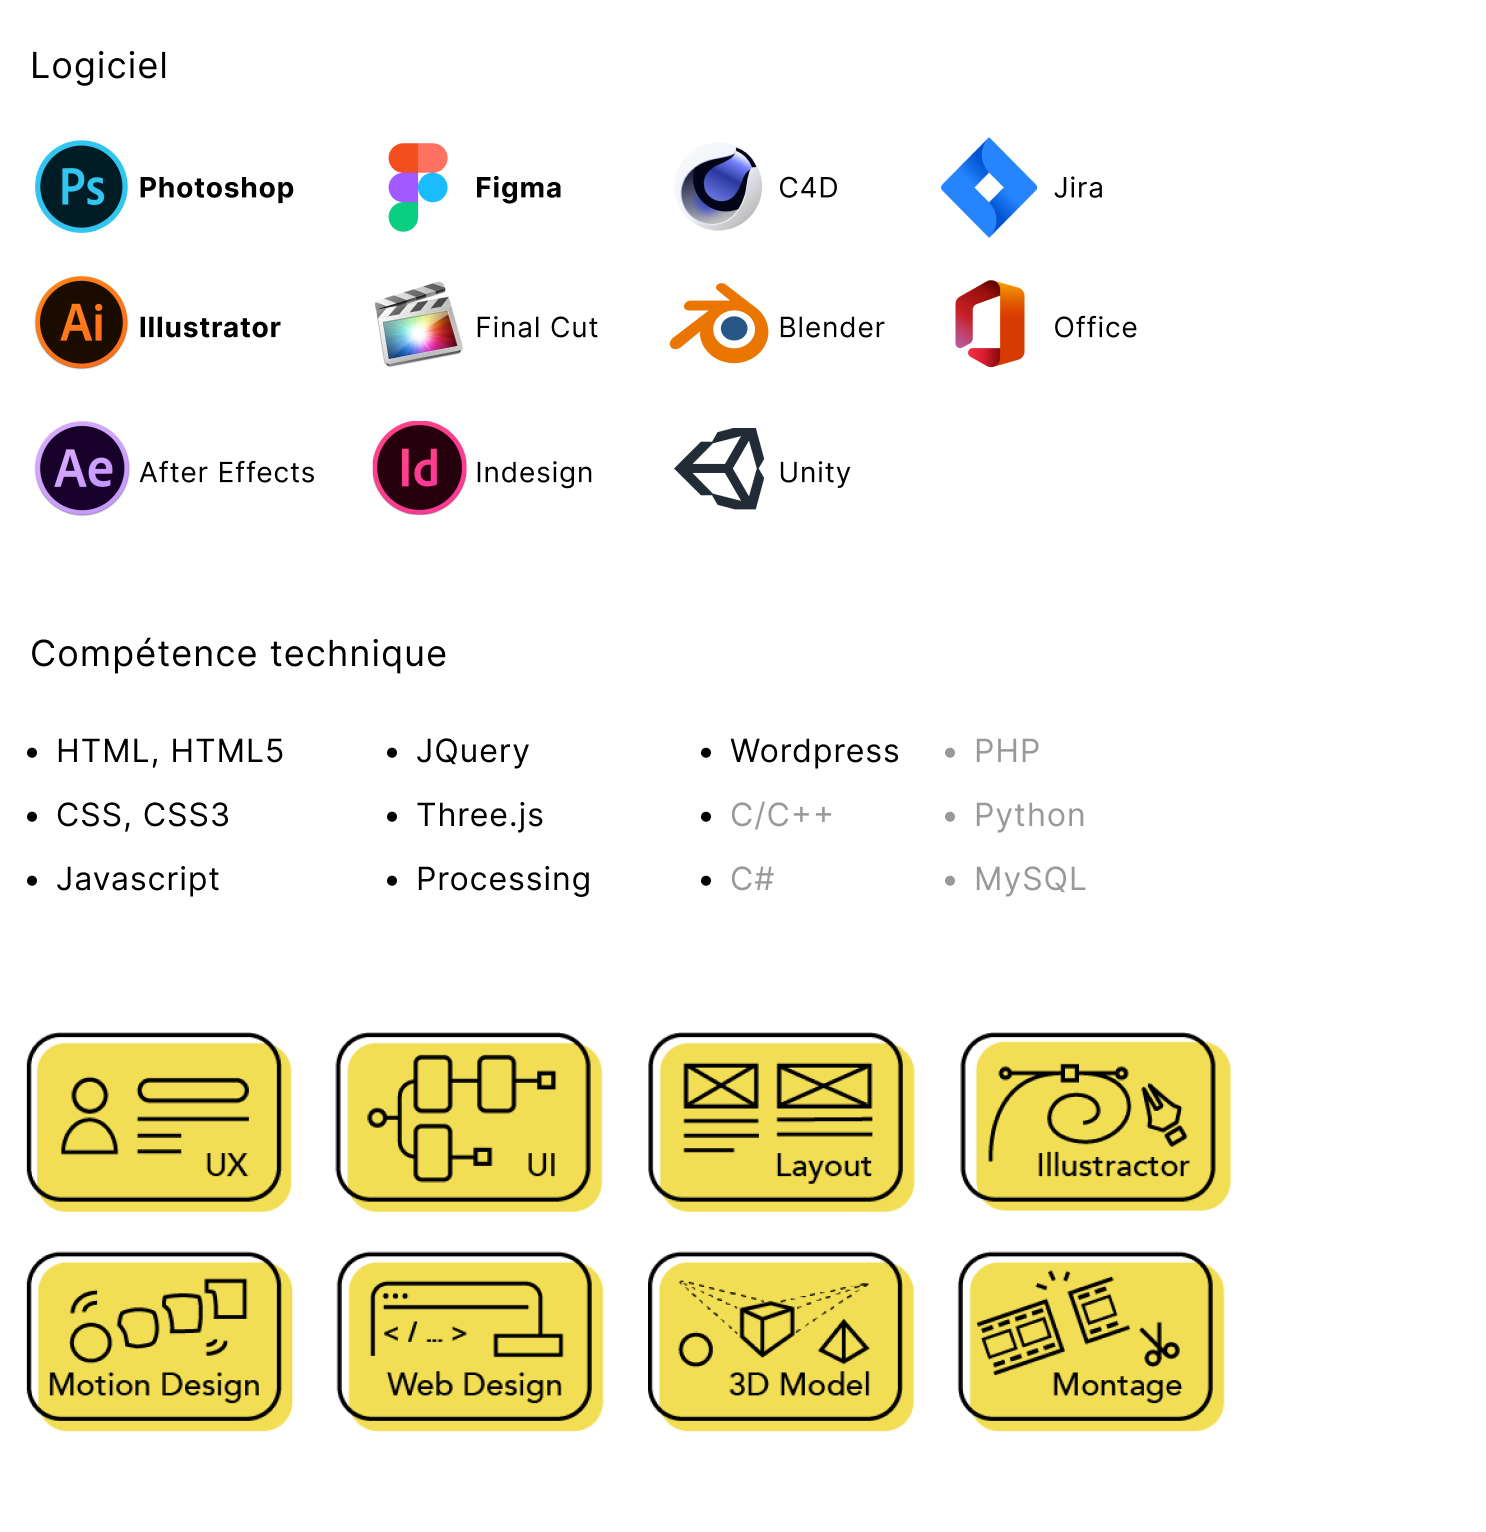 Logiciel
Ps Photoshop
Figma
C4D
Jira
Ai Illustrator
Final Cut
Blender
Office
Ae After Effects
Id Indesign
Unity
Compétence technique
• HTML, HTML5
• JQuery
• Wordpress
• PHP
• CSS, CSS3
• Three.js
• C/C++
• Python
• Javascript
• Processing
• C#
• MySQL
UX
UI
Layout
Illustractor
Motion Design
< / ... >
Web Design
3D Model
Montage